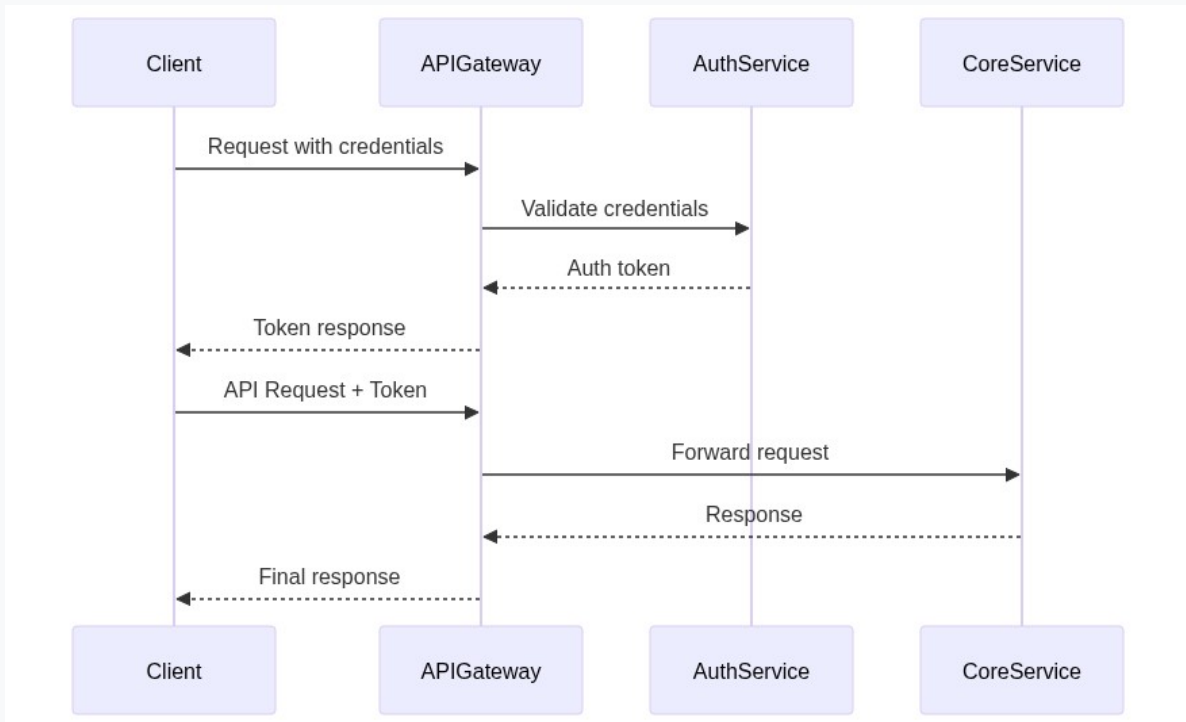 Client
APIGateway
AuthService
CoreService
Request with credentials
Validate credentials
Auth token
Token response
API Request + Token
Forward request
Response
Final response
Client
APIGateway
AuthService
CoreService